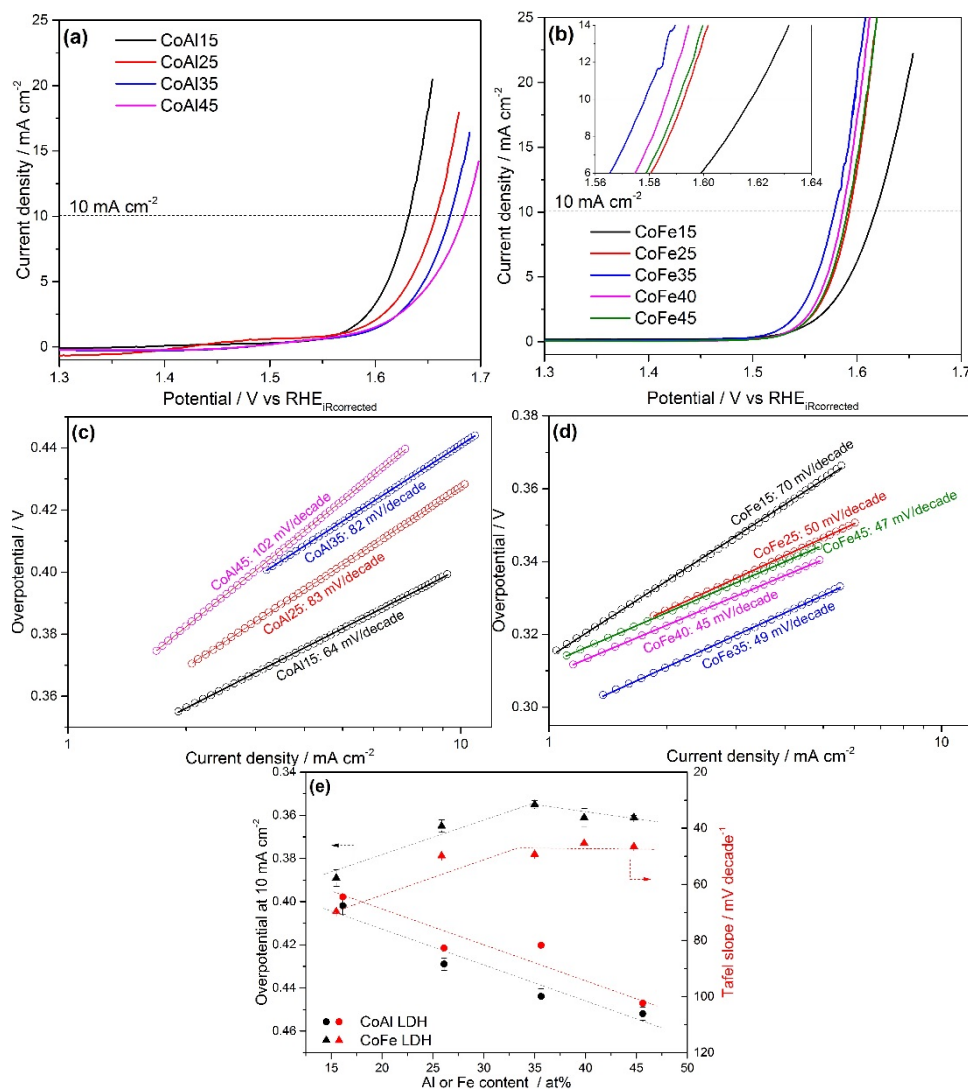 (a)
CoAl15
CoAl25
CoAl35
CoAl45
10 mA cm-2
25
20
15
10
5
0
Current density / mA cm-2
1.3 1.4 1.5 1.6 1.7
Potential / V vs RHEiRcorrected
(b)
14
12
10
8
6
1.56 1.58 1.60 1.62 1.64
10 mA cm-2
CoFe15
CoFe25
CoFe35
CoFe40
CoFe45
25
20
15
10
5
0
Current density / mA cm-2
1.3 1.4 1.5 1.6 1.7
Potential / V vs RHEiRcorrected
(c)
0.44
0.42
0.40
0.38
0.36
Overpotential / V
CoAl45: 102 mV/decade
CoAl35: 82 mV/decade
CoAl25: 83 mV/decade
CoAl15: 64 mV/decade
1 10
Current density / mA cm-2
(d)
0.38
0.36
0.34
0.32
0.30
Overpotential / V
CoFe15: 70 mV/decade
CoFe25: 50 mV/decade
CoFe45: 47 mV/decade
CoFe40: 45 mV/decade
CoFe35: 49 mV/decade
1 10
Current density / mA cm-2
(e)
0.34
0.36
0.38
0.40
0.42
0.44
0.46
Overpotential at 10 mA cm-2
20
40
60
80
100
120
Tafel slope / mV decade-1
CoAl LDH
CoFe LDH
15 20 25 30 35 40 45 50
Al or Fe content / at%